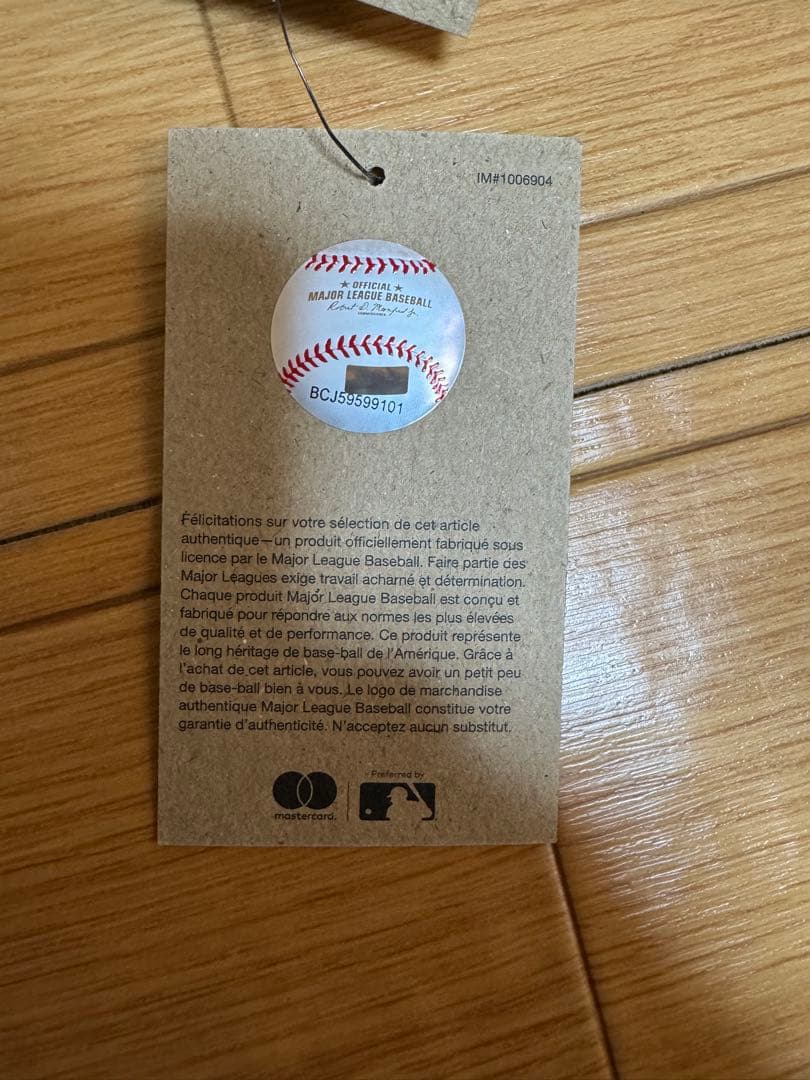 IM#1006904
★ OFFICIAL ★
MAJOR LEAGUE BASEBALL
Robert D. Manfred Jr.
BCJ59599101
Félicitations sur votre sélection de cet article
authentique—un produit officiellement fabriqué sous
licence par le Major League Baseball. Faire partie des
Major Leagues exige travail acharné et détermination.
Chaque produit Major League Baseball est conçu et
fabriqué pour répondre aux normes les plus élevées
de qualité et de performance. Ce produit représente
le long héritage de base-ball de l'Amérique. Grâce à
l'achat de cet article, vous pouvez avoir un petit peu
de base-ball bien à vous. Le logo de marchandise
authentique Major League Baseball constitue votre
garantie d'authenticité. N'acceptez aucun substitut.
mastercard.
Preferred by